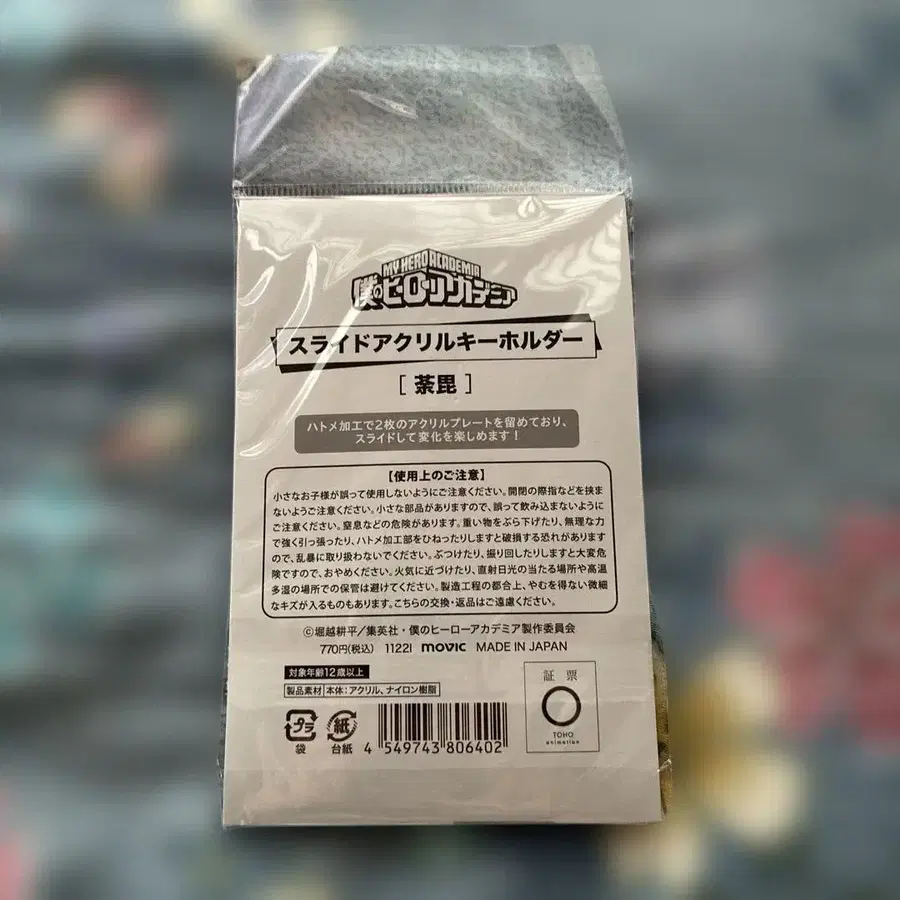 MY HERO ACADEMIA
僕のヒーローアカデミア
スライドアクリルキーホルダー
[ 荼毘 ]
ハトメ加工で2枚のアクリルプレートを留めており、
スライドして変化を楽しめます！
【使用上のご注意】
小さなお子様が誤って使用しないようにご注意ください。開閉の際指などを挟ま
ないようご注意ください。小さな部品がありますので、誤って飲み込まないように
ご注意ください。窒息などの危険があります。重い物をぶら下げたり、無理な力
で強く引っ張ったり、ハトメ加工部をひねったりしますと破損する恐れがあります
ので、乱暴に取り扱わないでください。ぶつけたり、振り回したりしますと大変危
険ですので、おやめください。火気に近づけたり、直射日光の当たる場所や高温
多湿の場所での保管は避けてください。製造工程の都合上、やむを得ない微細
なキズが入るものもあります。こちらの交換・返品はご遠慮ください。
©堀越耕平／集英社・僕のヒーローアカデミア製作委員会
770円(税込) 11221 movic MADE IN JAPAN
対象年齢12歳以上
製品素材 本体：アクリル、ナイロン樹脂
プラ 袋
紙 台紙
4 549743 806402
証票
TOHO
animation